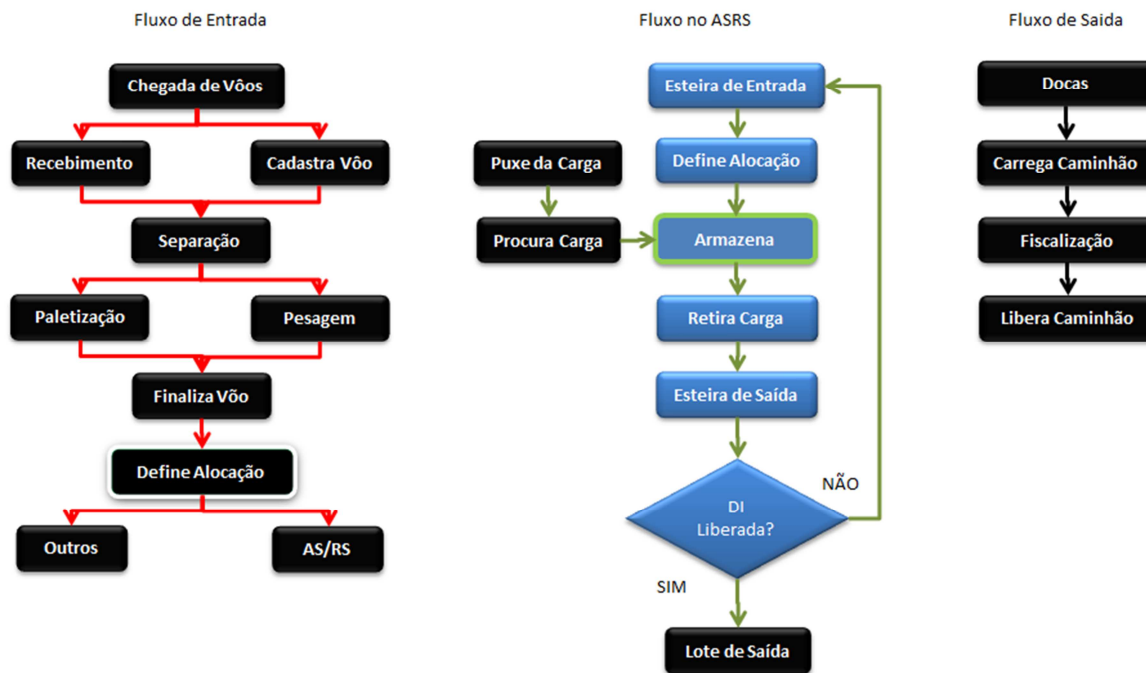 Fluxo de Entrada
Chegada de Vôos
Recebimento
Cadastra Vôo
Separação
Paletização
Pesagem
Finaliza Võo
Define Alocação
Outros
AS/RS
Fluxo no ASRS
Esteira de Entrada
Define Alocação
Puxe da Carga
Procura Carga
Armazena
Retira Carga
Esteira de Saída
DI
Liberada?
NÃO
SIM
Lote de Saída
Fluxo de Saida
Docas
Carrega Caminhão
Fiscalização
Libera Caminhão